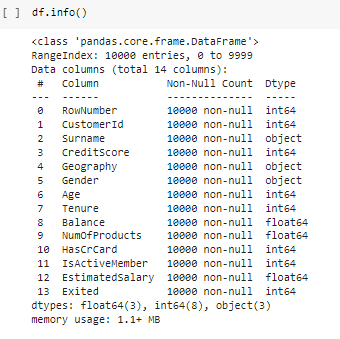 [ ] df.info()
<class 'pandas.core.frame.DataFrame'>
RangeIndex: 10000 entries, 0 to 9999
Data columns (total 14 columns):
 #   Column           Non-Null Count  Dtype
---  ------           --------------  -----
 0   RowNumber        10000 non-null  int64
 1   CustomerId       10000 non-null  int64
 2   Surname          10000 non-null  object
 3   CreditScore      10000 non-null  int64
 4   Geography        10000 non-null  object
 5   Gender           10000 non-null  object
 6   Age              10000 non-null  int64
 7   Tenure           10000 non-null  int64
 8   Balance          10000 non-null  float64
 9   NumOfProducts    10000 non-null  float64
 10  HasCrCard        10000 non-null  int64
 11  IsActiveMember   10000 non-null  int64
 12  EstimatedSalary  10000 non-null  float64
 13  Exited           10000 non-null  int64
dtypes: float64(3), int64(8), object(3)
memory usage: 1.1+ MB